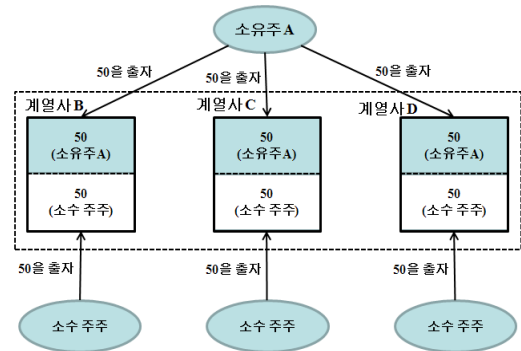 소유주 A
50을 출자
50을 출자
50을 출자
계열사 B
계열사 C
계열사 D
50
(소유주A)
50
(소수 주주)
50
(소유주A)
50
(소수 주주)
50
(소유주A)
50
(소수 주주)
50을 출자
50을 출자
50을 출자
소수 주주
소수 주주
소수 주주